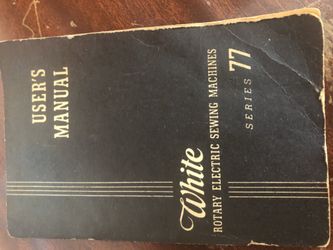 USER'S
MANUAL
White
ROTARY ELECTRIC SEWING MACHINES
SERIES 77